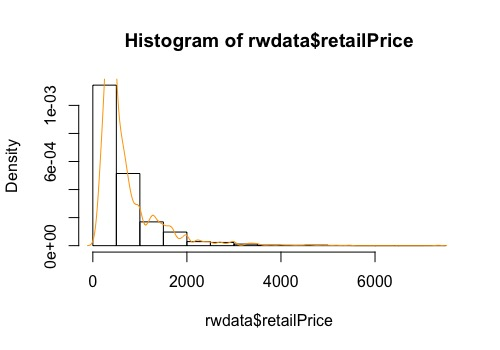 Histogram of rwdata$retailPrice
Density
1e-03
6e-04
0e+00
0
2000
4000
6000
rwdata$retailPrice